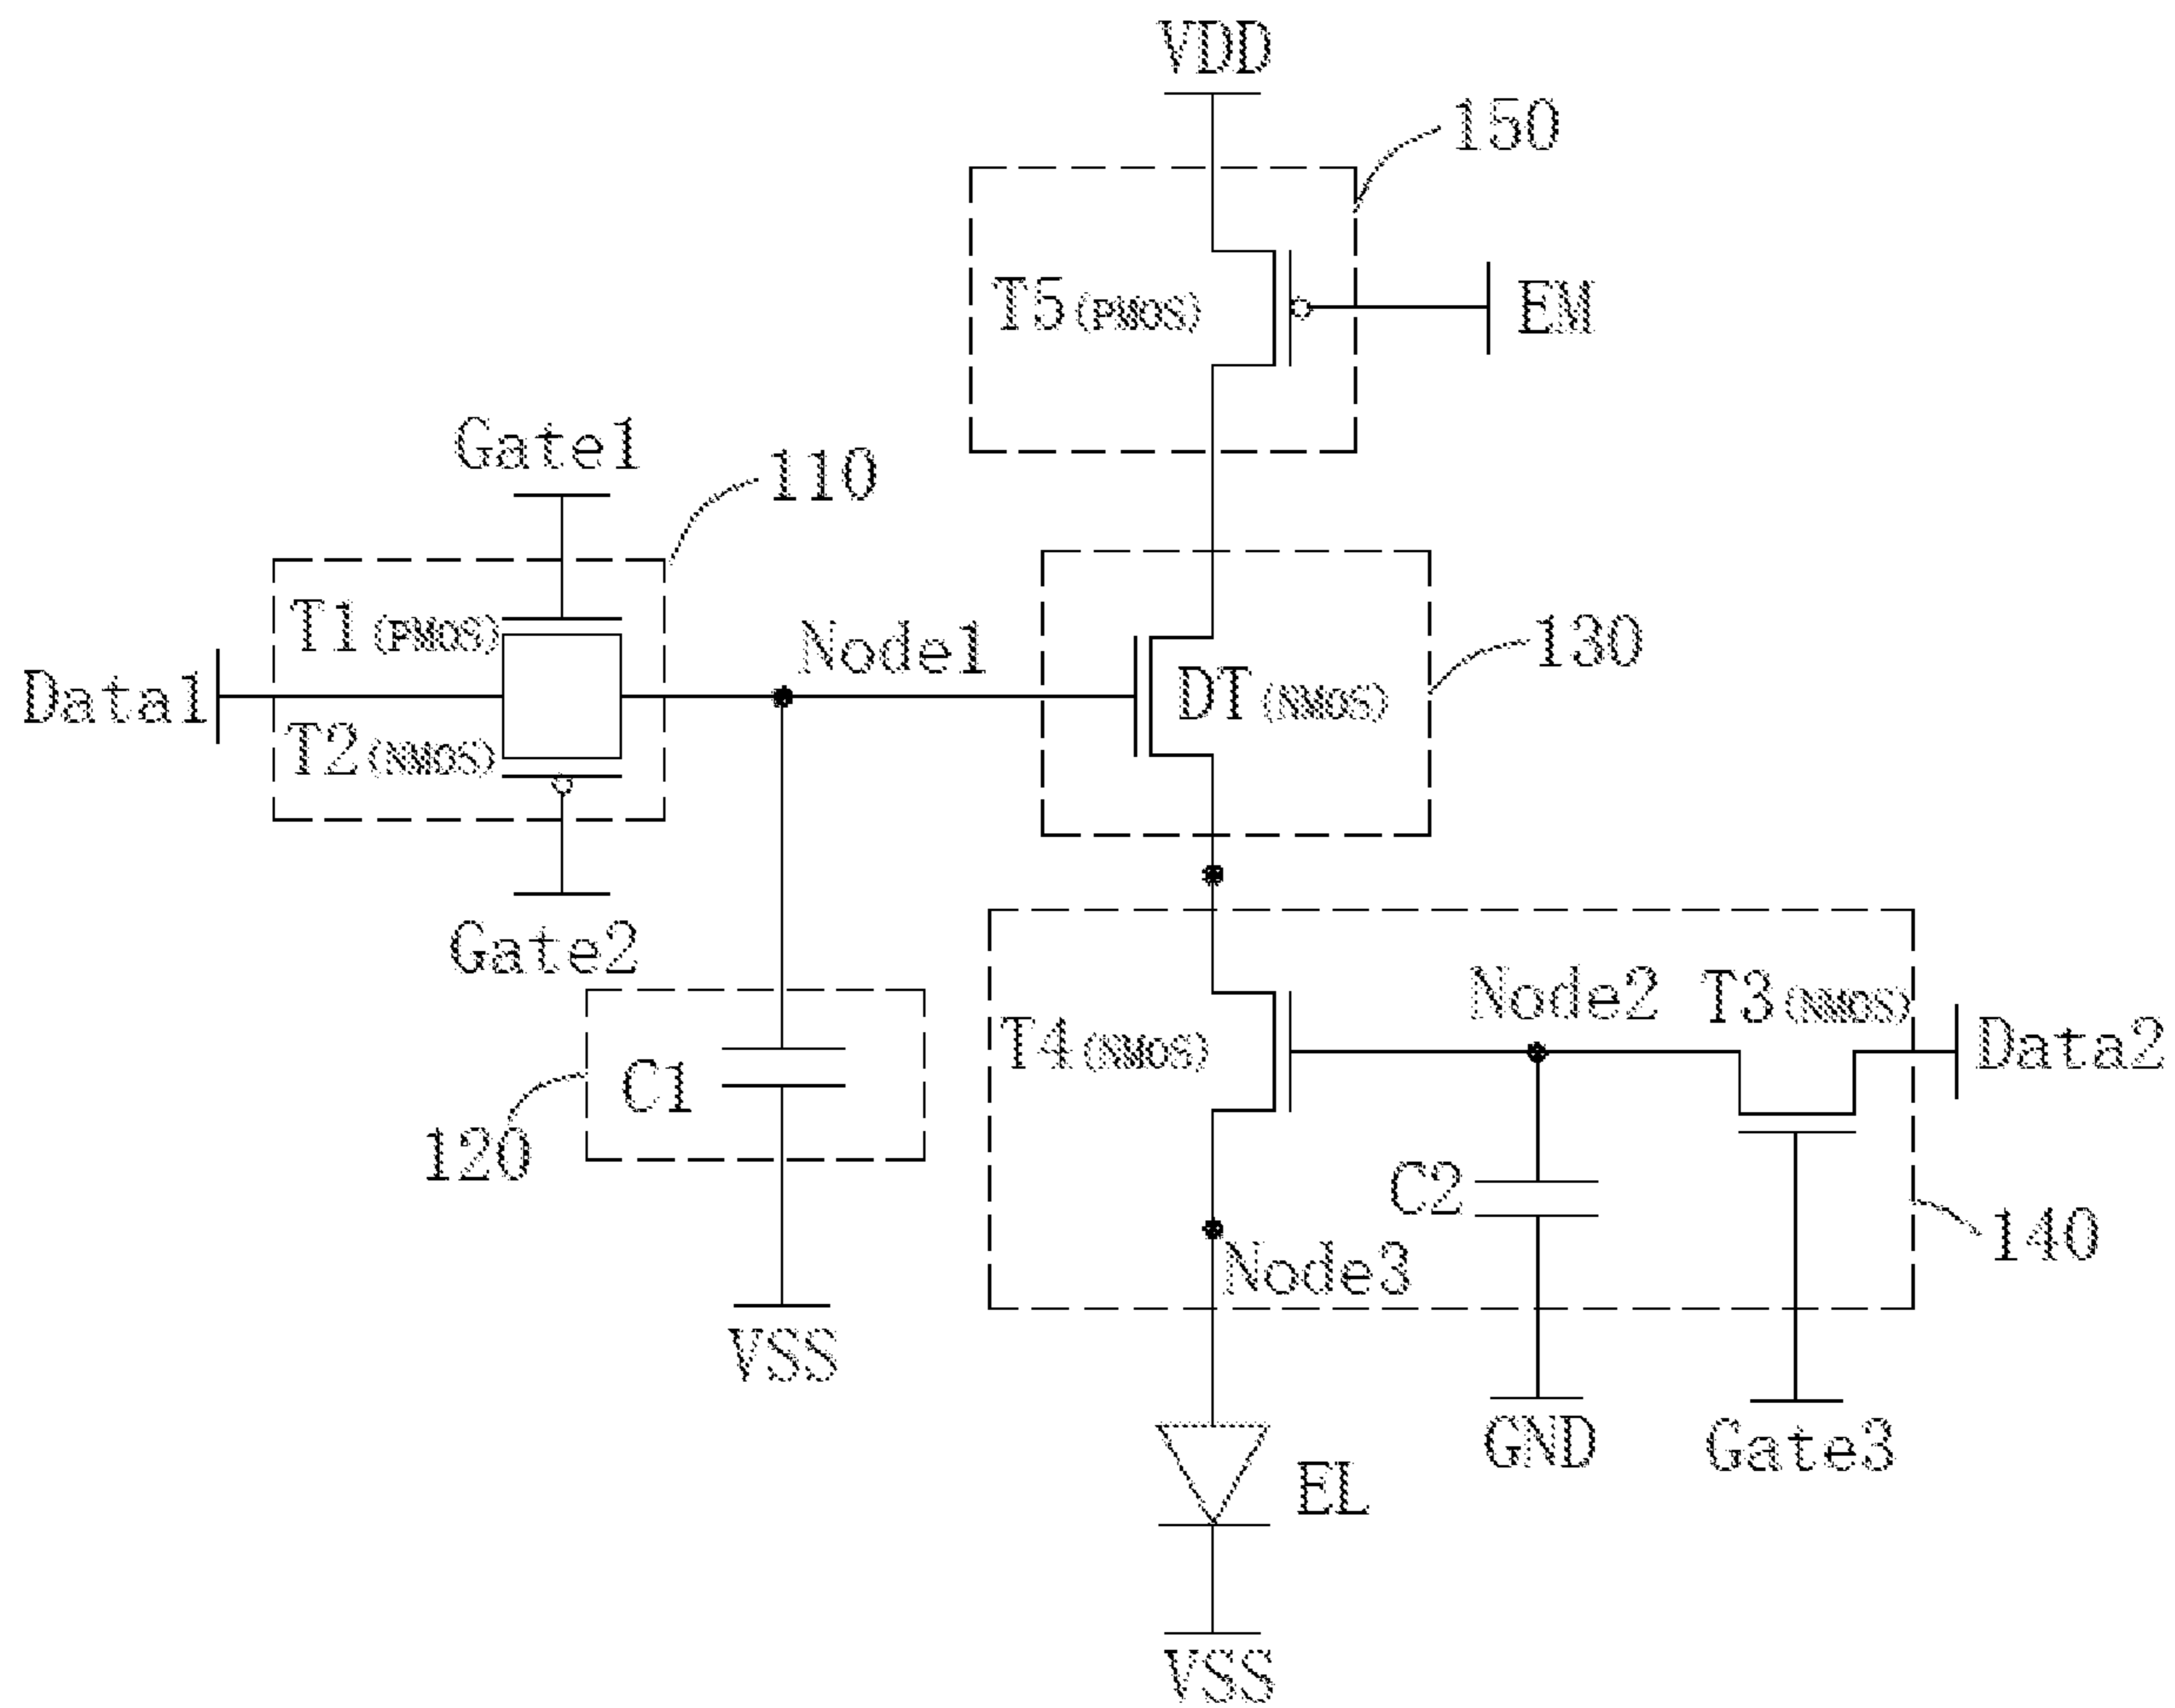 VDD
150
T5(PMOS)
EM
Gate1
110
T1(PMOS)
Node1
130
Data1
DT(NMOS)
T2(NMOS)
Gate2
Node2
T3(NMOS)
T4(NMOS)
Data2
C1
120
C2
140
Node3
VSS
GND
Gate3
EL
VSS